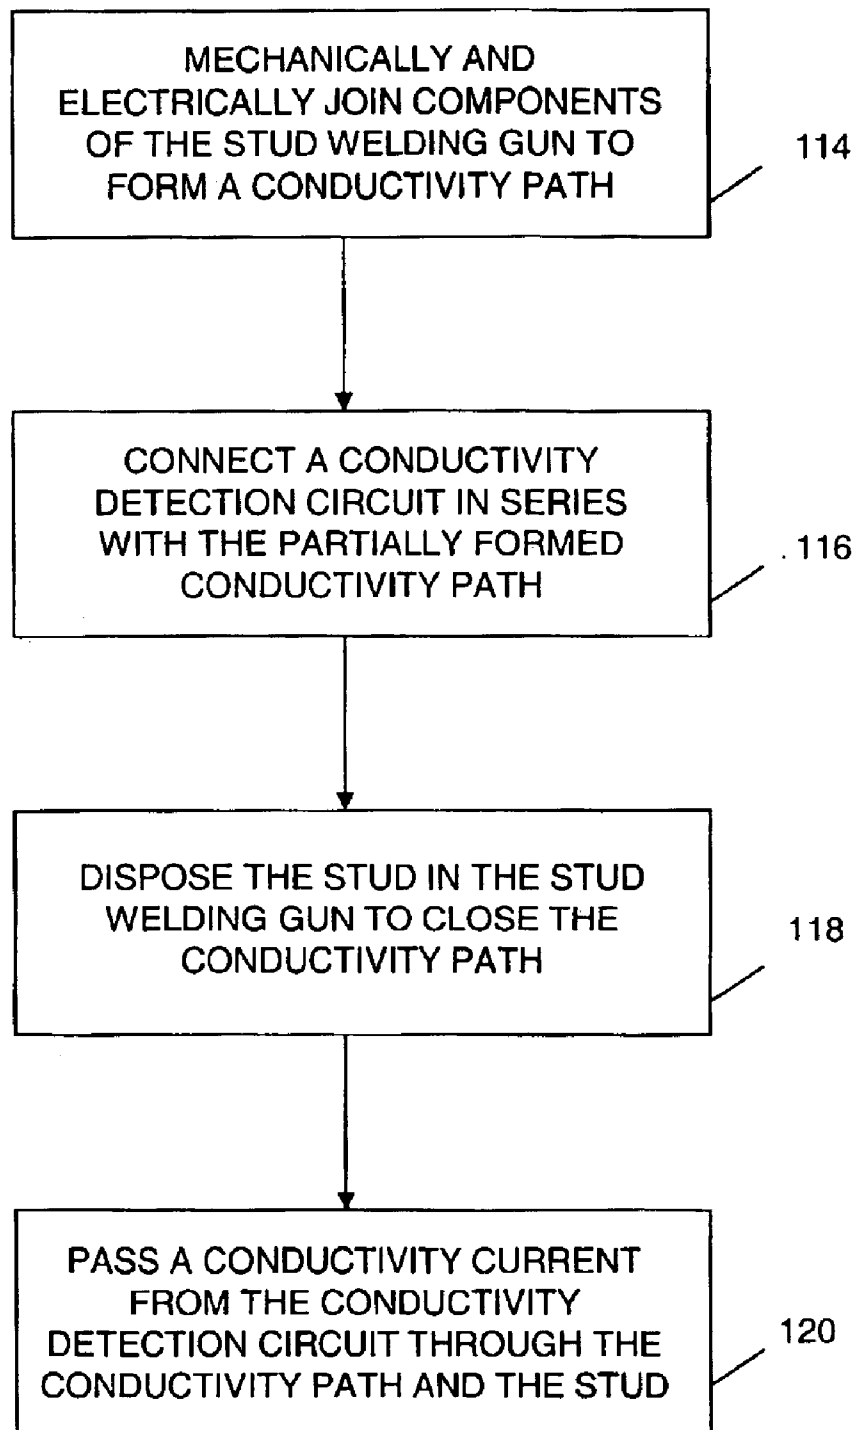 MECHANICALLY AND
ELECTRICALLY JOIN COMPONENTS
OF THE STUD WELDING GUN TO
FORM A CONDUCTIVITY PATH
114
CONNECT A CONDUCTIVITY
DETECTION CIRCUIT IN SERIES
WITH THE PARTIALLY FORMED
CONDUCTIVITY PATH
116
DISPOSE THE STUD IN THE STUD
WELDING GUN TO CLOSE THE
CONDUCTIVITY PATH
118
PASS A CONDUCTIVITY CURRENT
FROM THE CONDUCTIVITY
DETECTION CIRCUIT THROUGH THE
CONDUCTIVITY PATH AND THE STUD
120